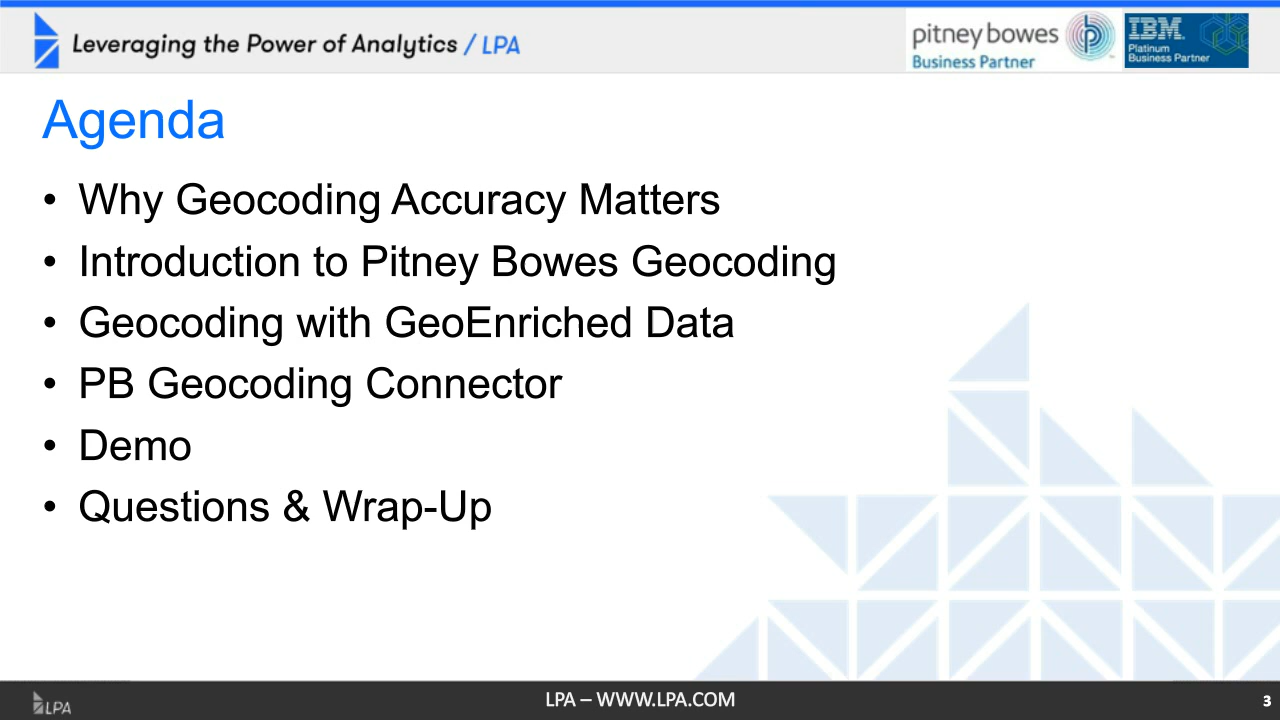 Leveraging the Power of Analytics / LPA
pitney bowes
Business Partner
IBM
Platinum
Business Partner
Agenda
• Why Geocoding Accuracy Matters
• Introduction to Pitney Bowes Geocoding
• Geocoding with GeoEnriched Data
• PB Geocoding Connector
• Demo
• Questions & Wrap-Up
LPA
LPA – WWW.LPA.COM
3